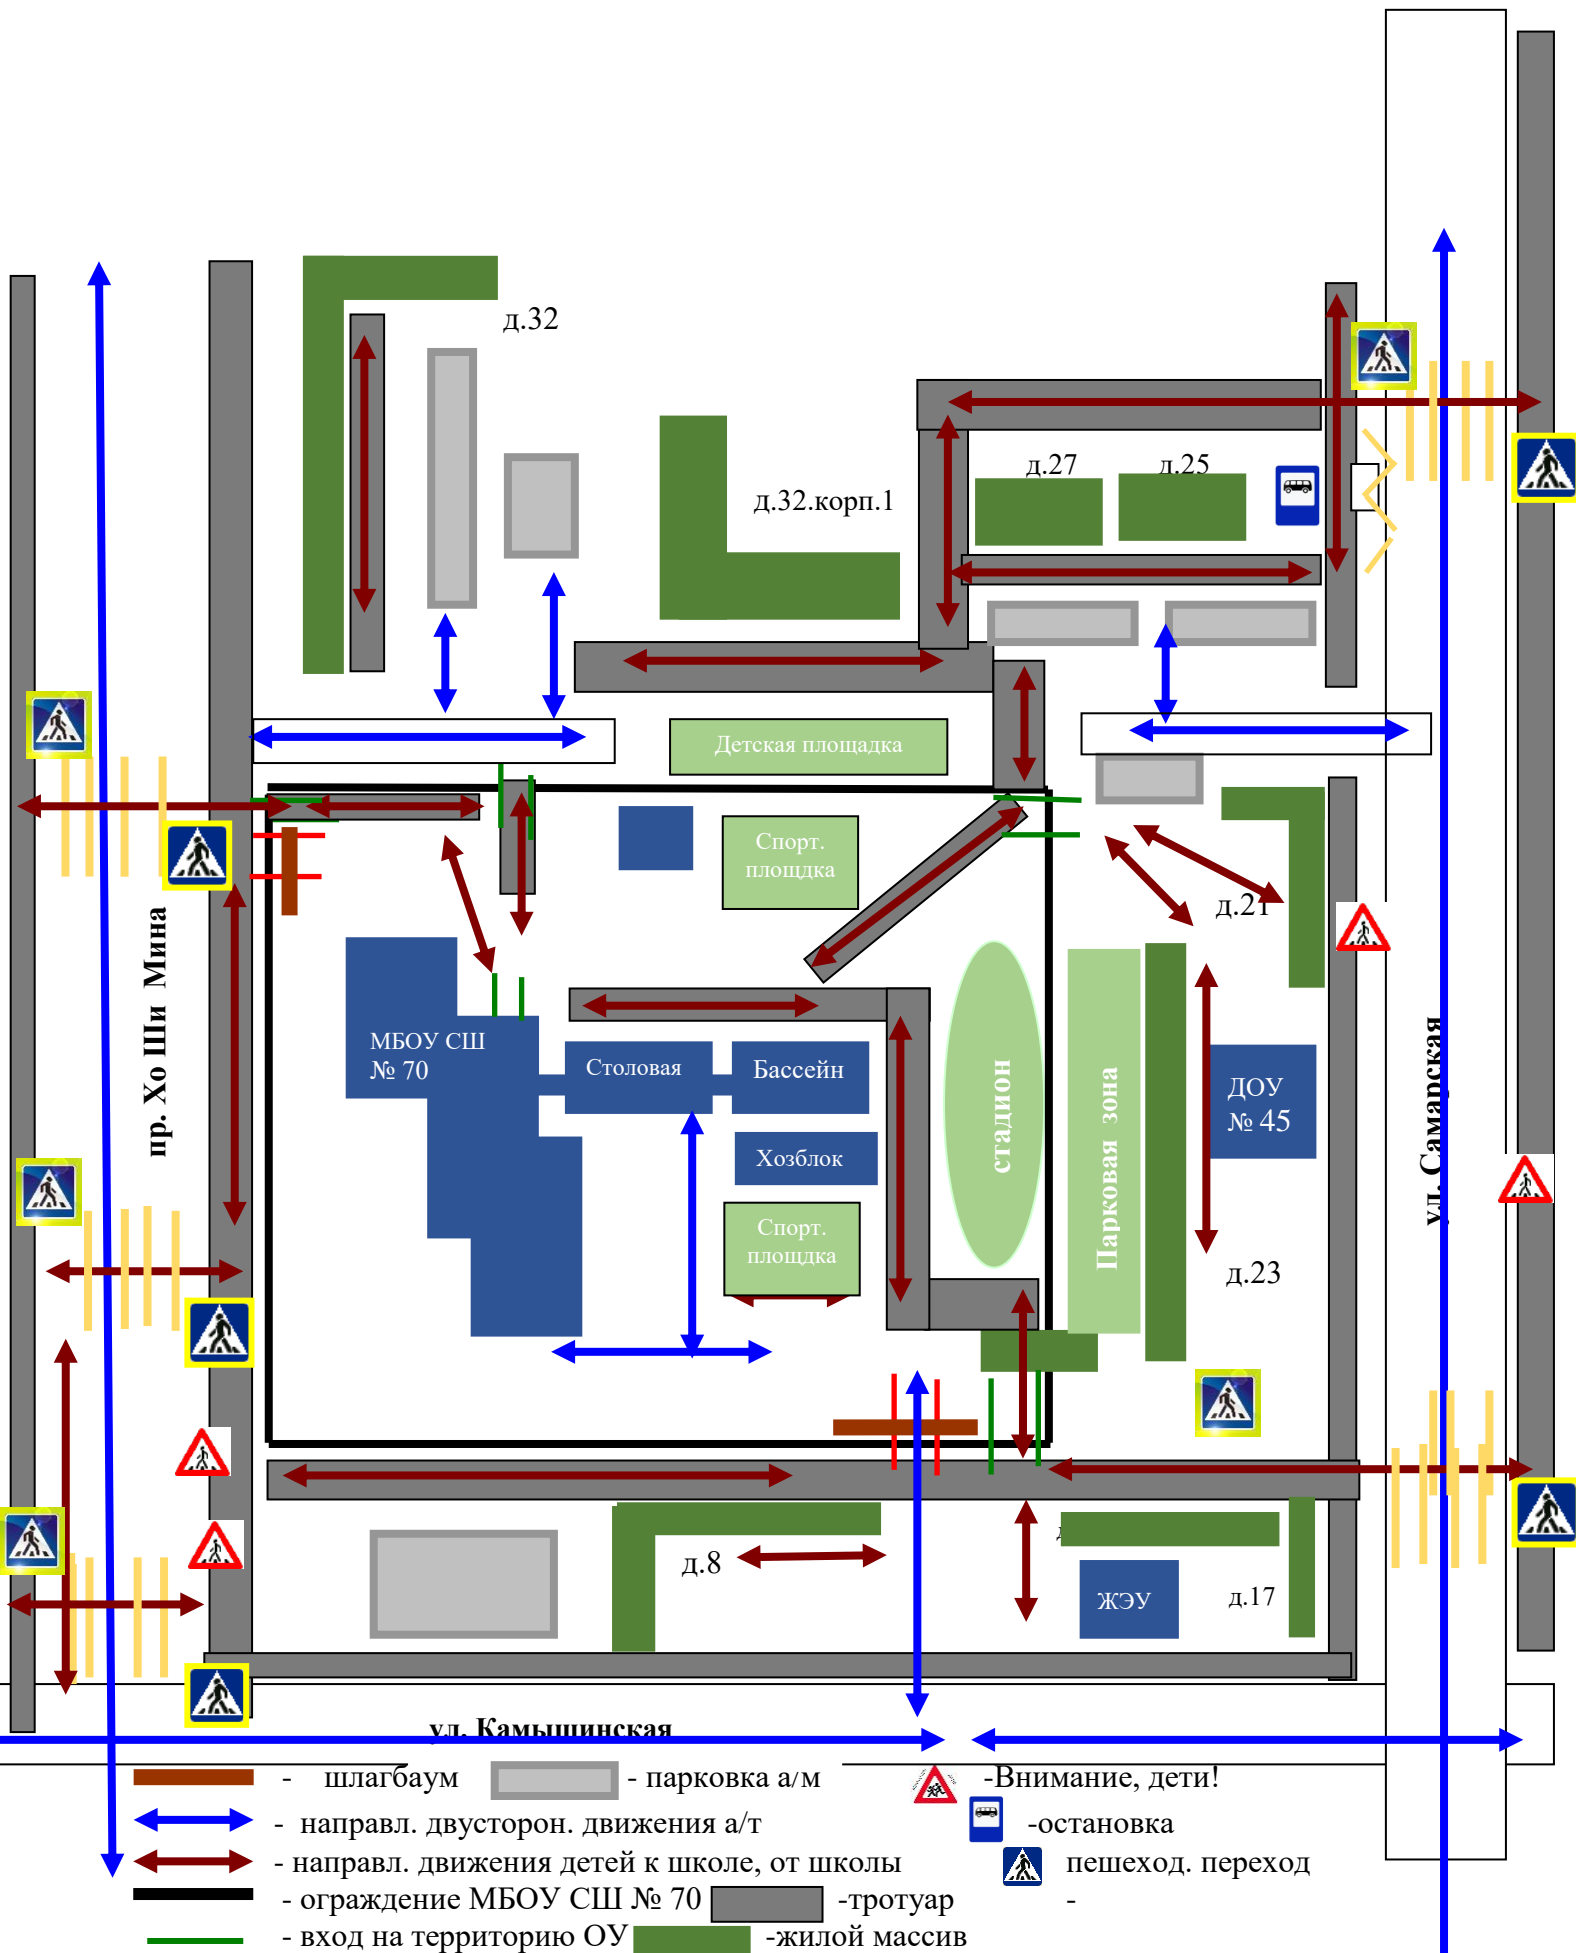 д.32
д.27
д.25
д.32.корп.1
Детская площадка
Спорт.
площдка
д.21
пр. Хо Ши Мина
МБОУ СШ
№ 70
Столовая
Бассейн
стадион
Парковая зона
ДОУ
№ 45
ул. Самарская
Хозблок
Спорт.
площдка
д.23
д.8
ЖЭУ
д.17
ул. Камышинская
- шлагбаум
- парковка а/м
-Внимание, дети!
- направл. двусторон. движения а/т
-остановка
- направл. движения детей к школе, от школы
пешеход. переход
- ограждение МБОУ СШ № 70
-тротуар
-
- вход на территорию ОУ
-жилой массив